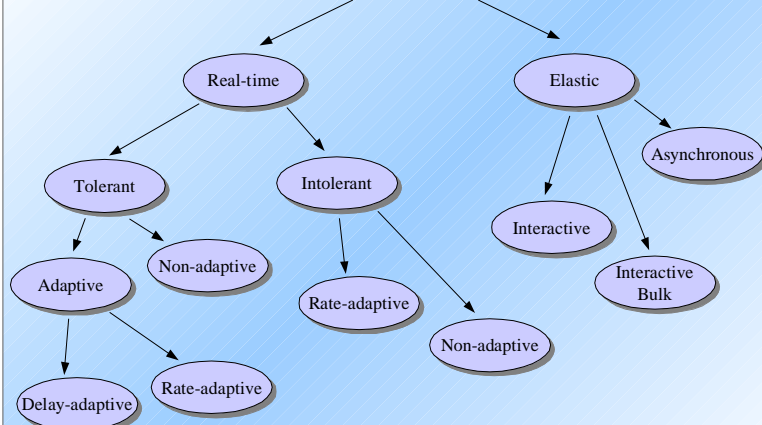 Real-time
Elastic
Asynchronous
Tolerant
Intolerant
Interactive
Non-adaptive
Adaptive
Interactive
Bulk
Rate-adaptive
Non-adaptive
Rate-adaptive
Delay-adaptive